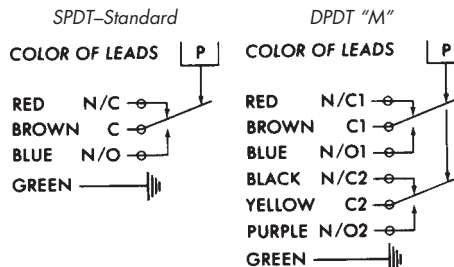 SPDT–Standard
COLOR OF LEADS P
RED N/C
BROWN C
BLUE N/O
GREEN
DPDT “M”
COLOR OF LEADS P
RED N/C1
BROWN C1
BLUE N/O1
BLACK N/C2
YELLOW C2
PURPLE N/O2
GREEN